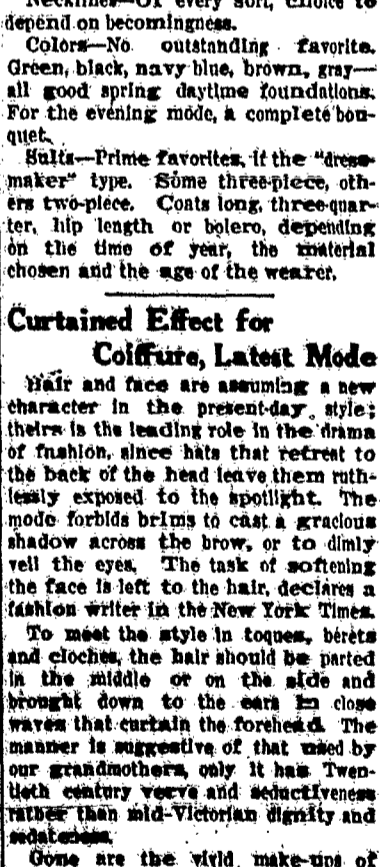 Necklines—Of every sort, choice to
depend on becomingness.
Colors—No outstanding favorite.
Green, black, navy blue, brown, gray—
all good spring daytime foundations.
For the evening mode, a complete bou-
quet.
Suits—Prime favorites, if the "dress-
maker" type. Some three-piece, oth-
ers two-piece. Coats long, three-quar-
ter, hip length or bolero, depending
on the time of year, the material
chosen and the age of the wearer.
Curtained Effect for
Coiffure, Latest Mode
Hair and face are assuming a new
character in the present-day style;
theirs is the leading role in the drama
of fashion, since hats that retreat to
the back of the head leave them ruth-
lessly exposed to the spotlight. The
mode forbids brims to cast a gracious
shadow across the brow, or to dimly
veil the eyes. The task of softening
the face is left to the hair, declares a
fashion writer in the New York Times.
To meet the style in toques, berets
and cloches, the hair should be parted
in the middle or on the side and
brought down to the ears in close
waves that curtain the forehead. The
manner is suggestive of that used by
our grandmothers, only it has Twen-
tieth century verve and seductiveness
rather than mid-Victorian dignity and
sedateness.
Gone are the vivid make-ups of